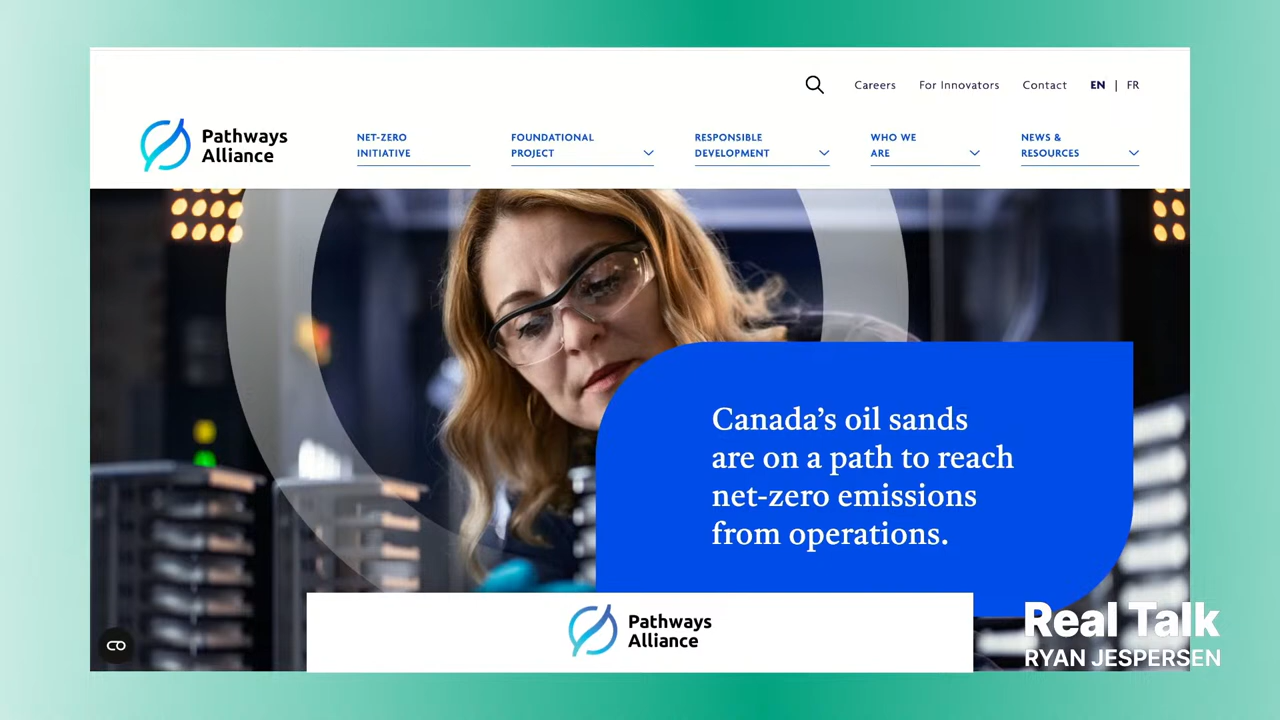 Careers For Innovators Contact EN | FR
Pathways
Alliance
NET-ZERO
INITIATIVE
FOUNDATIONAL
PROJECT
RESPONSIBLE
DEVELOPMENT
WHO WE
ARE
NEWS &
RESOURCES
Canada’s oil sands
are on a path to reach
net-zero emissions
from operations.
Pathways
Alliance
Real Talk
RYAN JESPERSEN